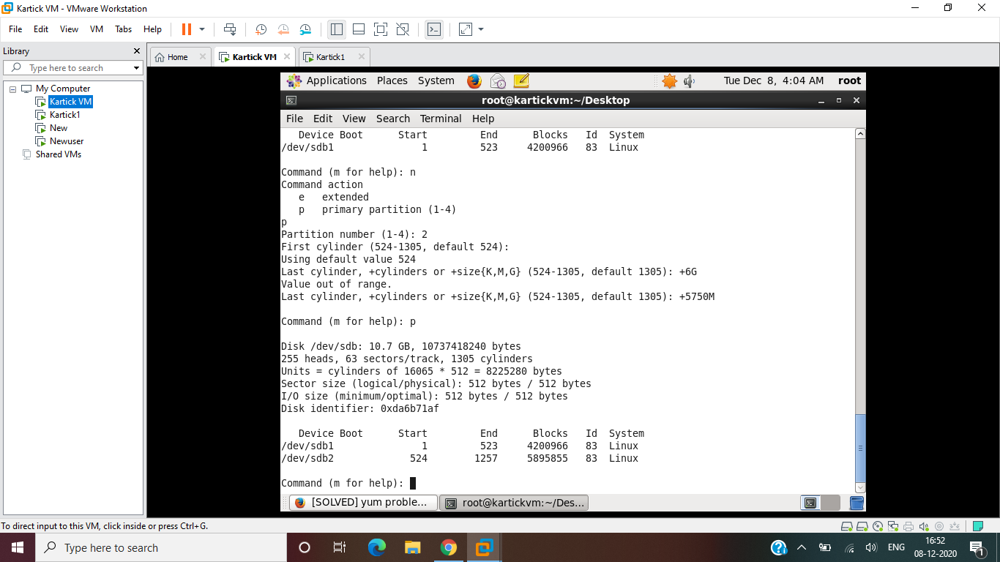 Kartick VM - VMware Workstation
File Edit View VM Tabs Help
Library
Type here to search
My Computer
Kartick VM
Kartick1
New
Newuser
Shared VMs
Home Kartick VM Kartick1
Applications Places System Tue Dec 8, 4:04 AM root
root@kartickvm:~/Desktop
File Edit View Search Terminal Help
Device Boot Start End Blocks Id System
/dev/sdb1 1 523 4200966 83 Linux
Command (m for help): n
Command action
e extended
p primary partition (1-4)
p
Partition number (1-4): 2
First cylinder (524-1305, default 524):
Using default value 524
Last cylinder, +cylinders or +size{K,M,G} (524-1305, default 1305): +6G
Value out of range.
Last cylinder, +cylinders or +size{K,M,G} (524-1305, default 1305): +5750M
Command (m for help): p
Disk /dev/sdb: 10.7 GB, 10737418240 bytes
255 heads, 63 sectors/track, 1305 cylinders
Units = cylinders of 16065 * 512 = 8225280 bytes
Sector size (logical/physical): 512 bytes / 512 bytes
I/O size (minimum/optimal): 512 bytes / 512 bytes
Disk identifier: 0xda6b71af
Device Boot Start End Blocks Id System
/dev/sdb1 1 523 4200966 83 Linux
/dev/sdb2 524 1257 5895855 83 Linux
Command (m for help):
[SOLVED] yum proble... root@kartickvm:~/Des...
To direct input to this VM, click inside or press Ctrl+G.
Type here to search
ENG
16:52
08-12-2020
1